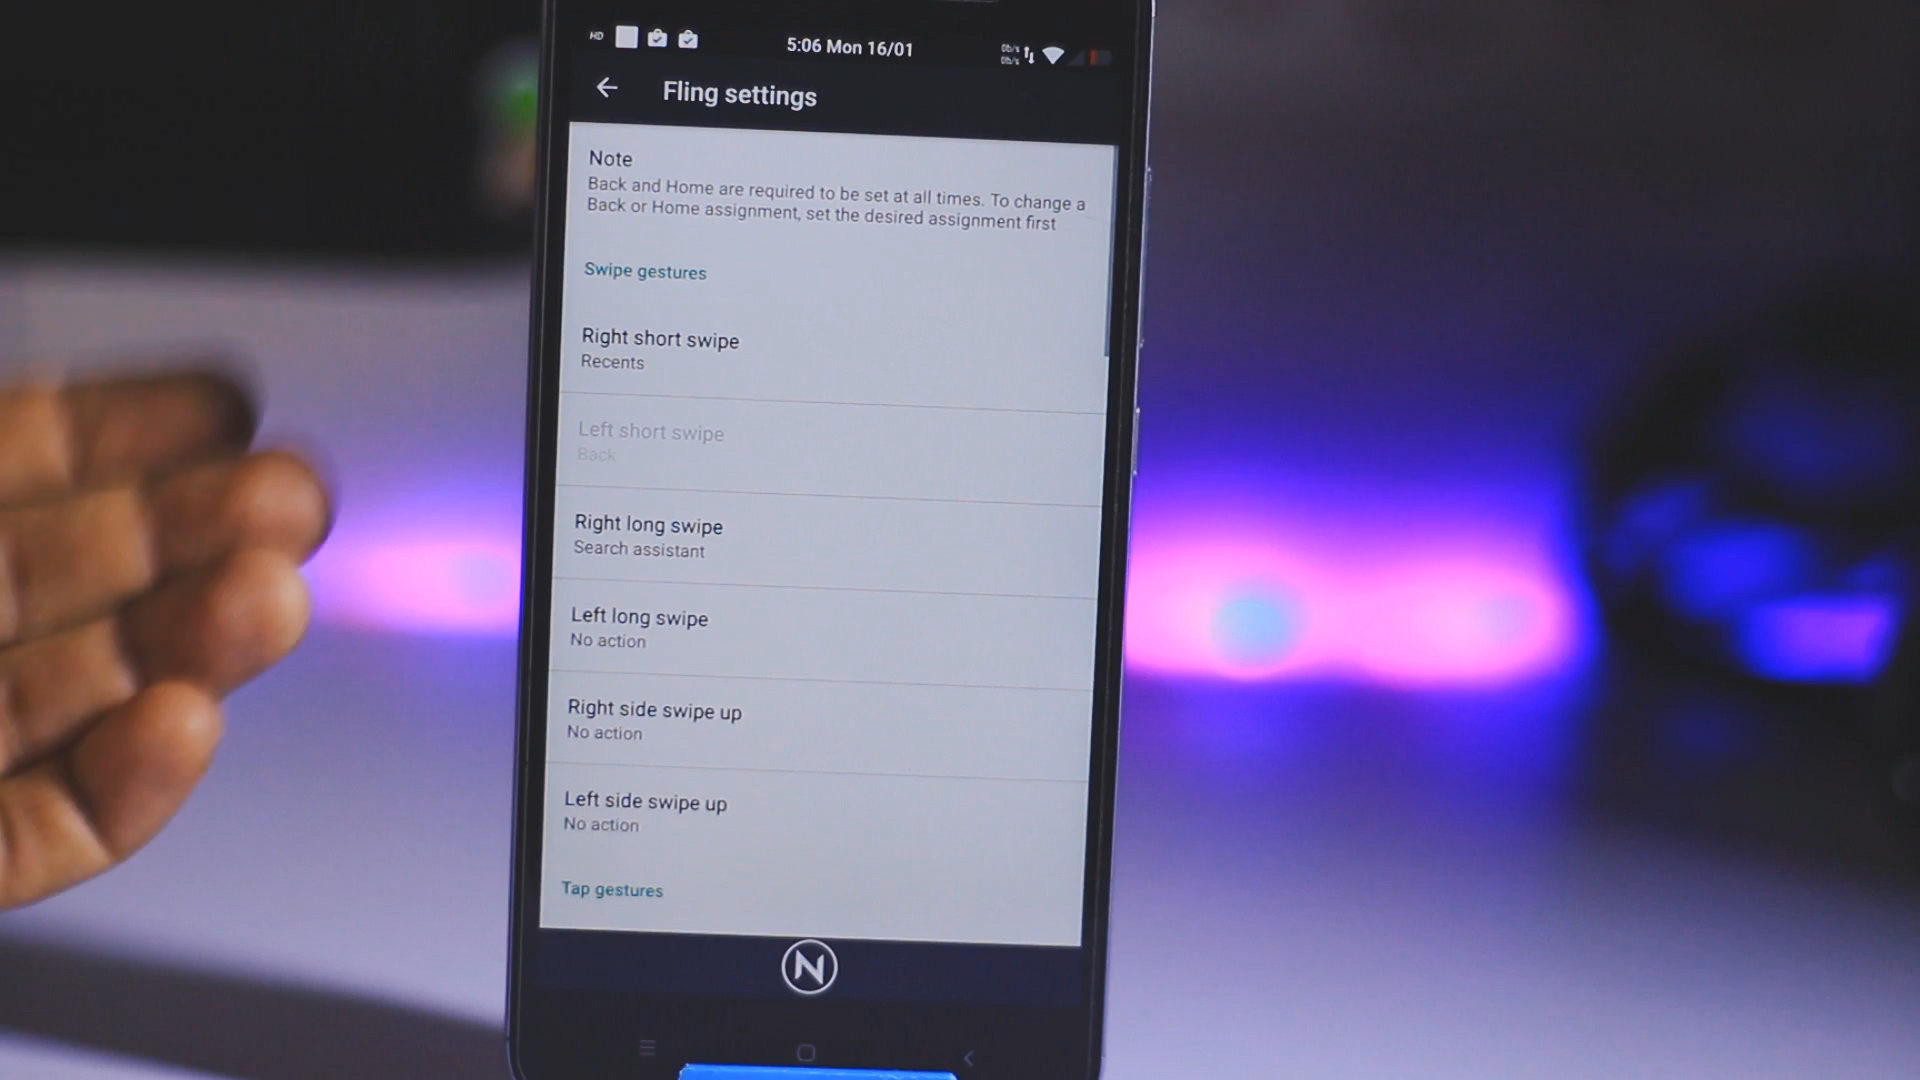 HD
5:06 Mon 16/01
0b/s
0b/s
Fling settings
Note
Back and Home are required to be set at all times. To change a
Back or Home assignment, set the desired assignment first
Swipe gestures
Right short swipe
Recents
Left short swipe
Back
Right long swipe
Search assistant
Left long swipe
No action
Right side swipe up
No action
Left side swipe up
No action
Tap gestures
N